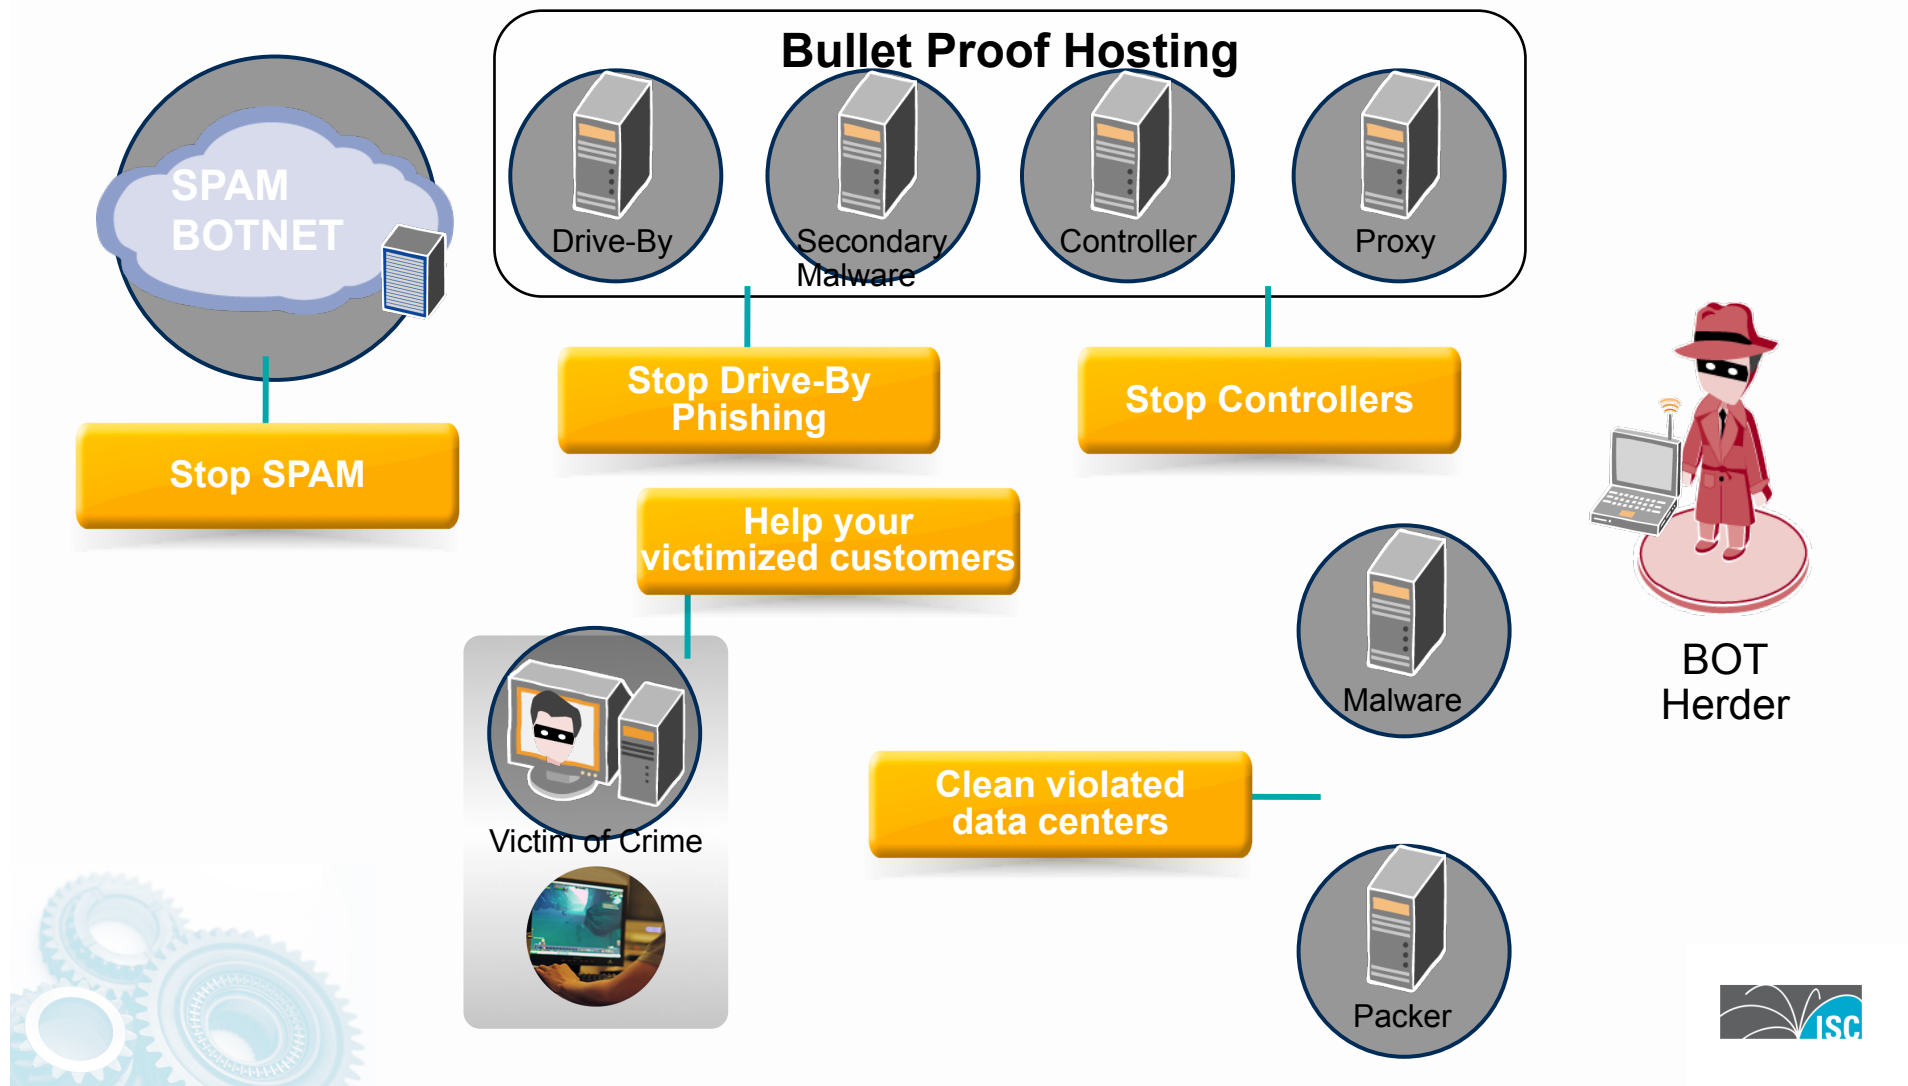 Bullet Proof Hosting
SPAM
BOTNET
Drive-By
Secondary
Malware
Controller
Proxy
Stop Drive-By
Phishing
Stop Controllers
Stop SPAM
Help your
victimized customers
BOT
Herder
Malware
Clean violated
data centers
Victim of Crime
Packer
ISC